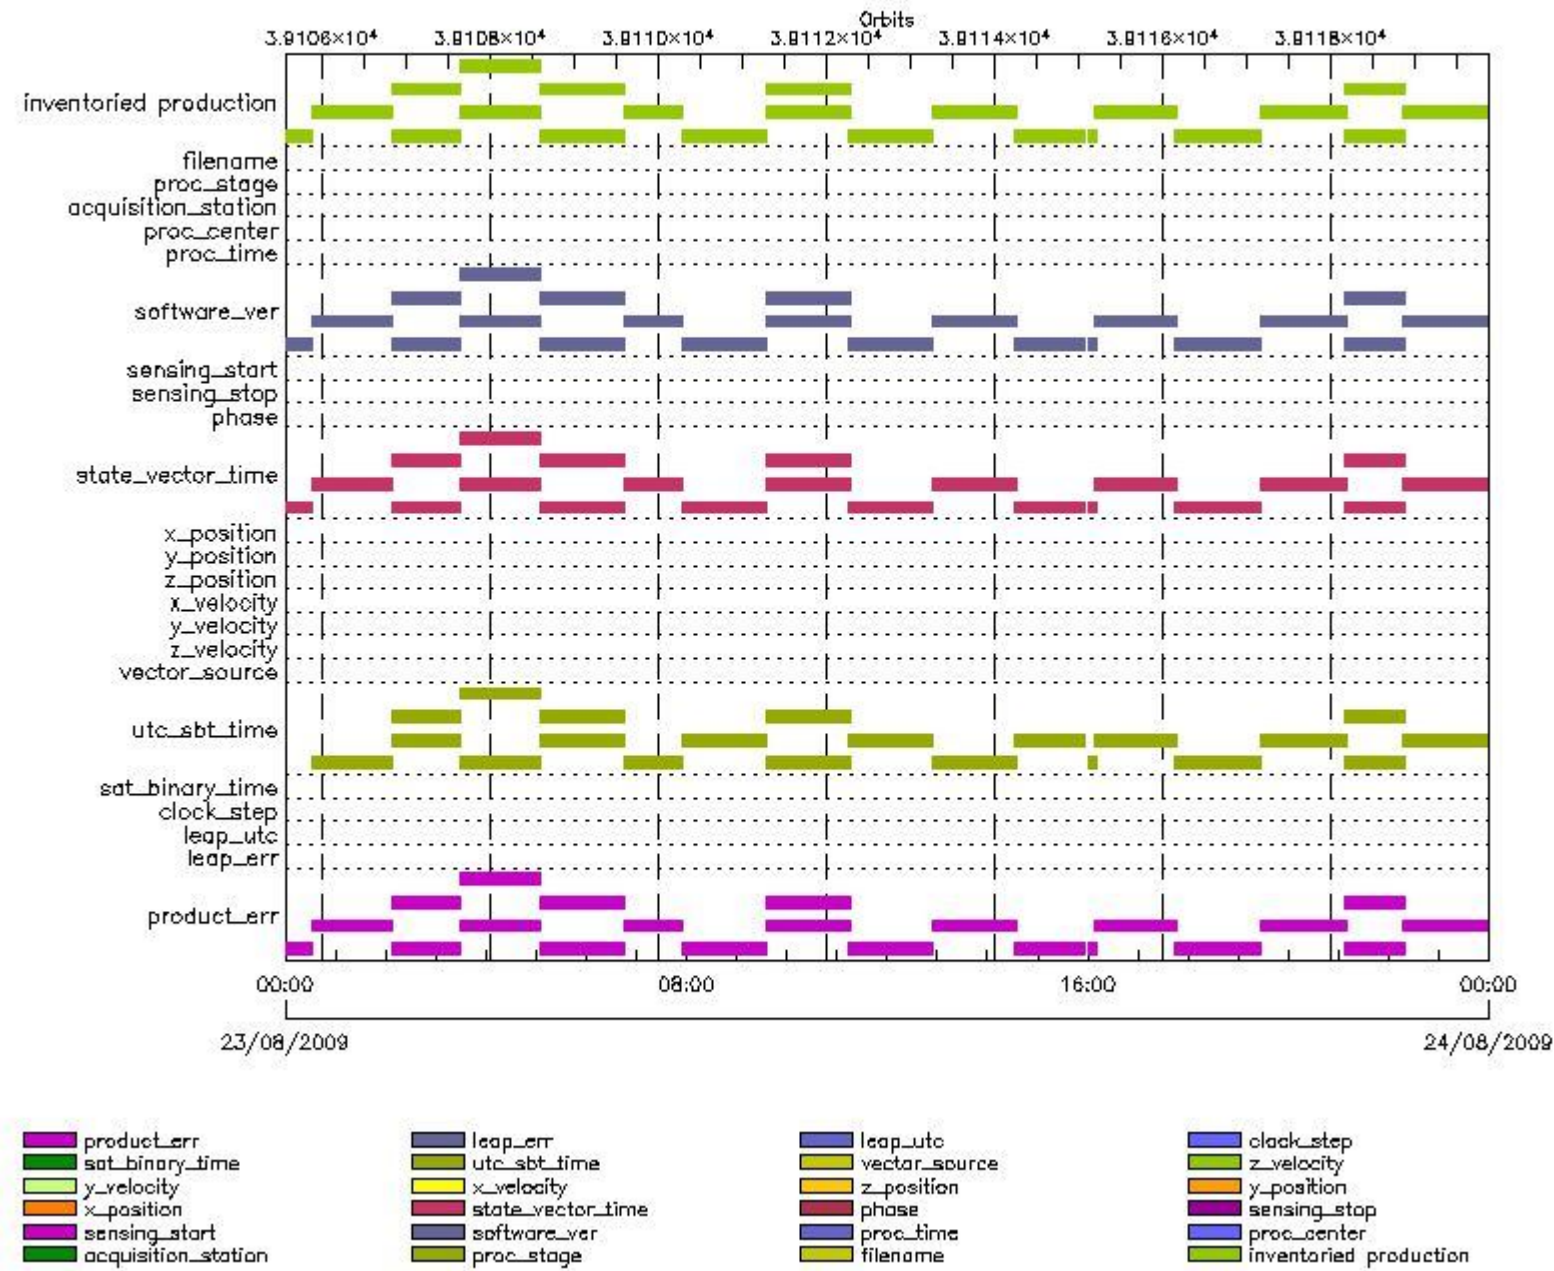 Orbits
3.9106×10⁴ 3.9108×10⁴ 3.9110×10⁴ 3.9112×10⁴ 3.9114×10⁴ 3.9116×10⁴ 3.9118×10⁴
inventoried production
filename
proc_stage
acquisition_station
proc_center
proc_time
software_ver
sensing_start
sensing_stop
phase
state_vector_time
x_position
y_position
z_position
x_velocity
y_velocity
z_velocity
vector_source
utc_sbt_time
sat_binary_time
clock_step
leap_utc
leap_err
product_err
00:00 08:00 16:00 00:00
23/08/2009 24/08/2009
product_err leap_err leap_utc clock_step
sat_binary_time utc_sbt_time vector_source z_velocity
y_velocity x_velocity z_position y_position
x_position state_vector_time phase sensing_stop
sensing_start software_ver proc_time proc_center
acquisition_station proc_stage filename inventoried production